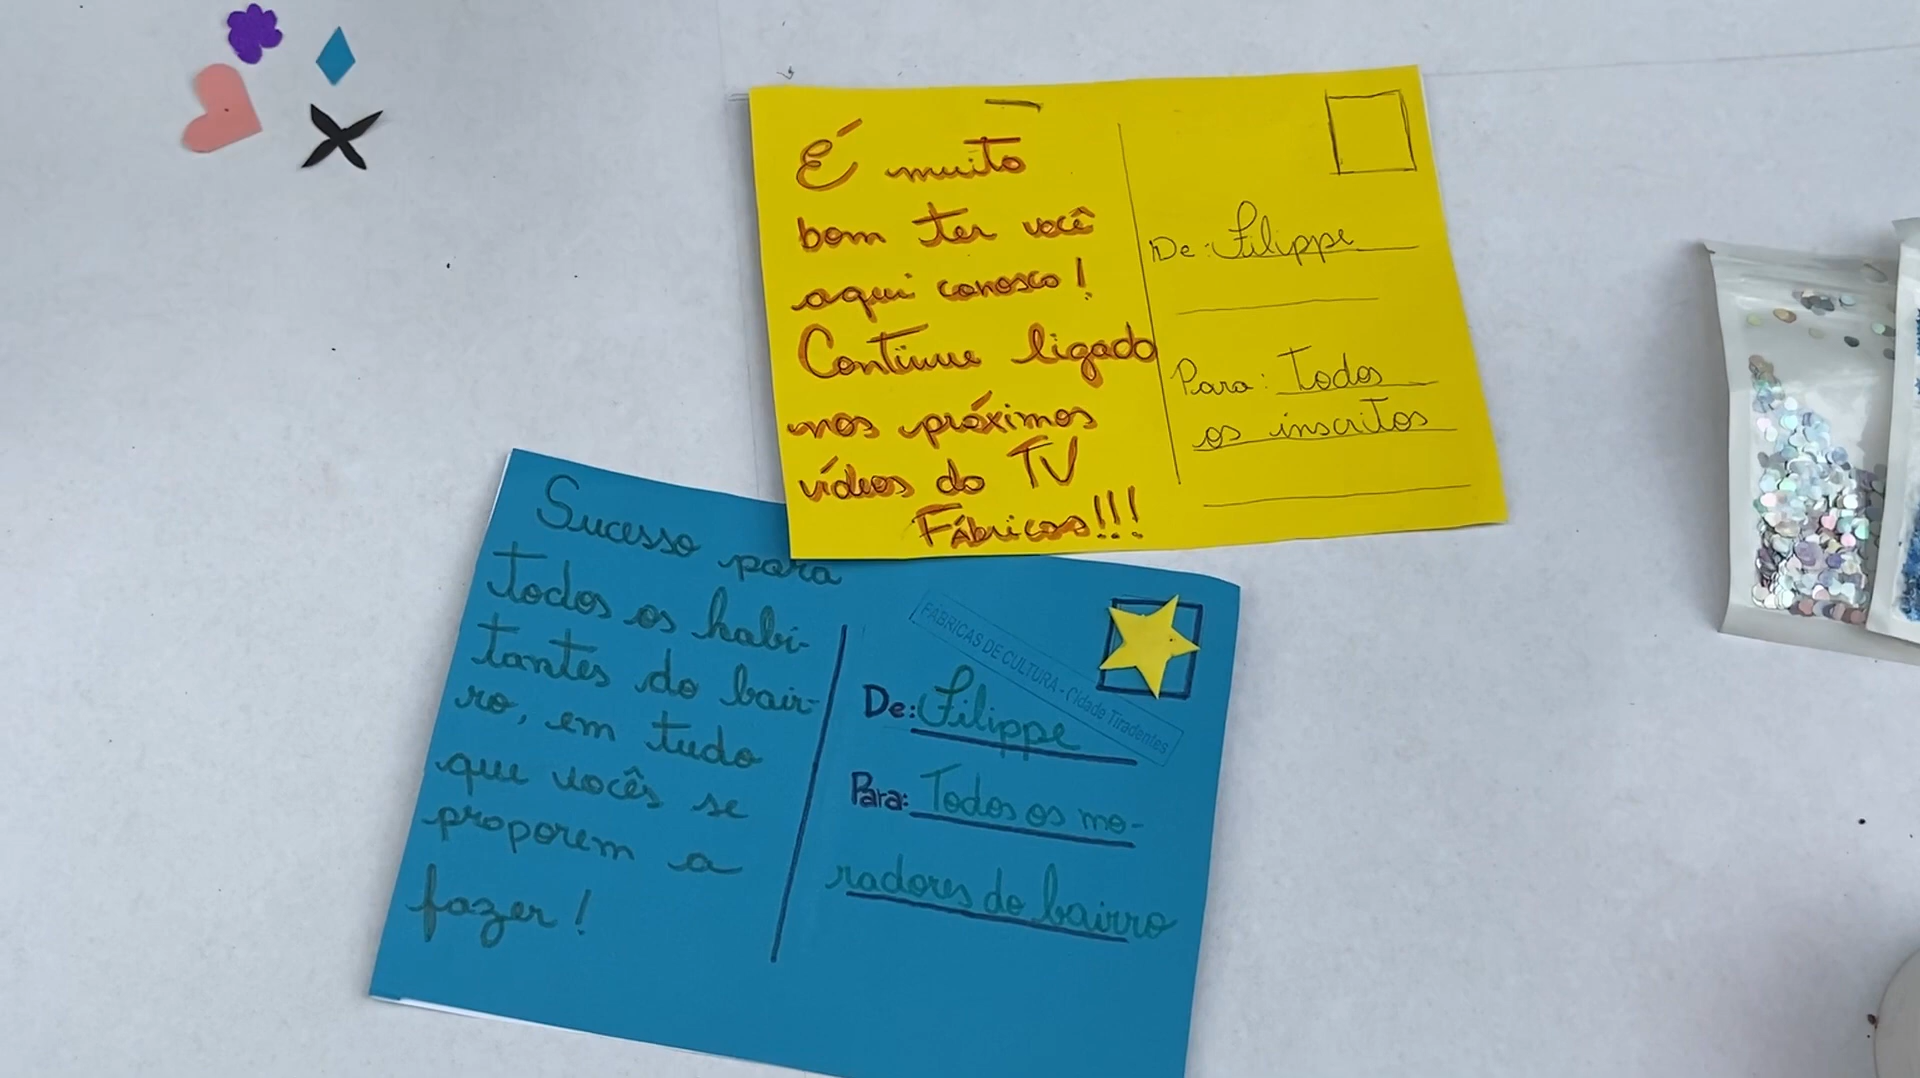 É muito
bom ter você
aqui conosco!
Continue ligado
nos próximos
vídeos do TV
Fábricas!!!
De: Filippe
Para: Todos
os inscritos
Sucesso para
todos os habi-
tantes do bair-
ro, em tudo
que vocês se
proporem a
fazer!
FÁBRICAS DE CULTURA - Cidade Tiradentes
De: Filippe
Para: Todos os mo-
radores do bairro